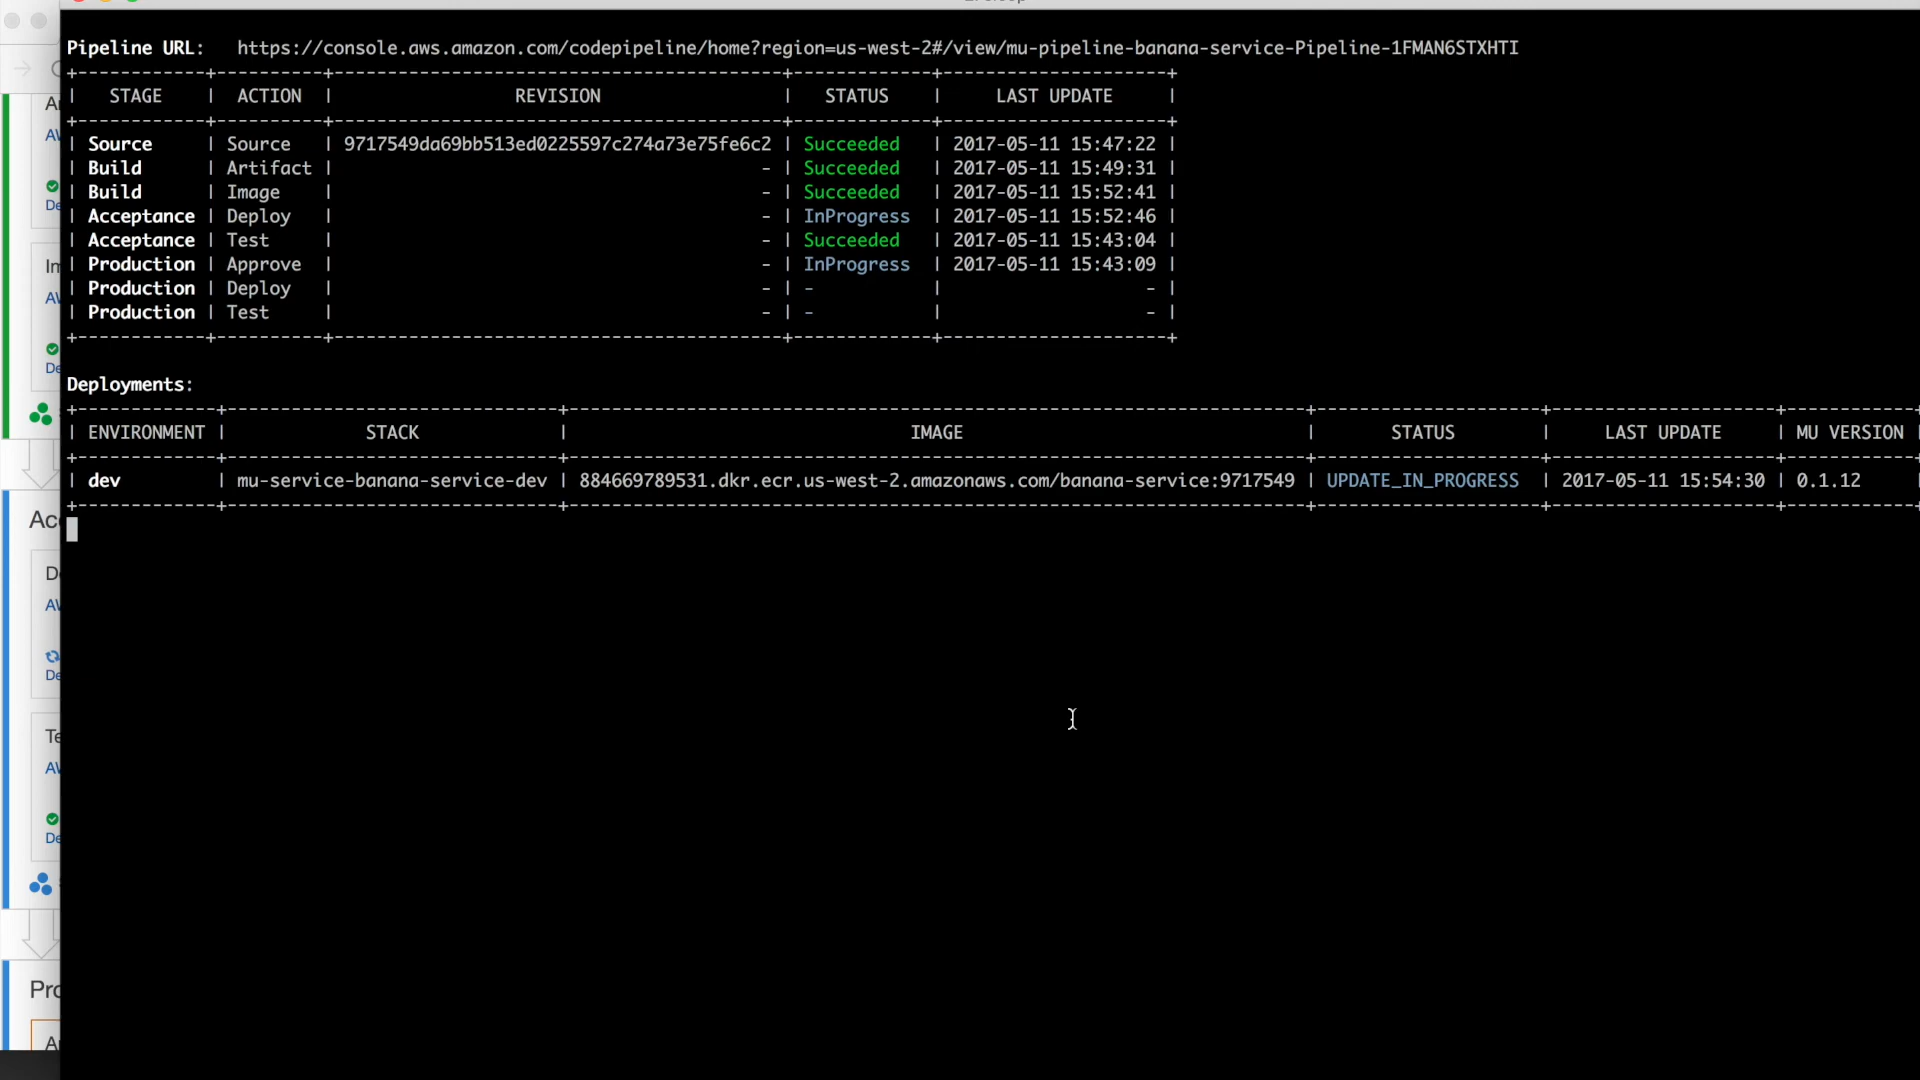 Pipeline URL: https://console.aws.amazon.com/codepipeline/home?region=us-west-2#/view/mu-pipeline-banana-service-Pipeline-1FMAN6STXHTI
+------------+----------+-------------------------------------------+-------------+---------------------+
| STAGE | ACTION | REVISION | STATUS | LAST UPDATE |
+------------+----------+-------------------------------------------+-------------+---------------------+
| Source | Source | 9717549da69bb513ed0225597c274a73e75fe6c2 | Succeeded | 2017-05-11 15:47:22 |
| Build | Artifact | - | Succeeded | 2017-05-11 15:49:31 |
| Build | Image | - | Succeeded | 2017-05-11 15:52:41 |
| Acceptance | Deploy | - | InProgress | 2017-05-11 15:52:46 |
| Acceptance | Test | - | Succeeded | 2017-05-11 15:43:04 |
| Production | Approve | - | InProgress | 2017-05-11 15:43:09 |
| Production | Deploy | - | - | - |
| Production | Test | - | - | - |
+------------+----------+-------------------------------------------+-------------+---------------------+
Deployments:
+-------------+-------------------------------+---------------------------------------------------------------------+---------------------+---------------------+------------
| ENVIRONMENT | STACK | IMAGE | STATUS | LAST UPDATE | MU VERSION |
+-------------+-------------------------------+---------------------------------------------------------------------+---------------------+---------------------+------------
| dev | mu-service-banana-service-dev | 884669789531.dkr.ecr.us-west-2.amazonaws.com/banana-service:9717549 | UPDATE_IN_PROGRESS | 2017-05-11 15:54:30 | 0.1.12
+-------------+-------------------------------+---------------------------------------------------------------------+---------------------+---------------------+------------